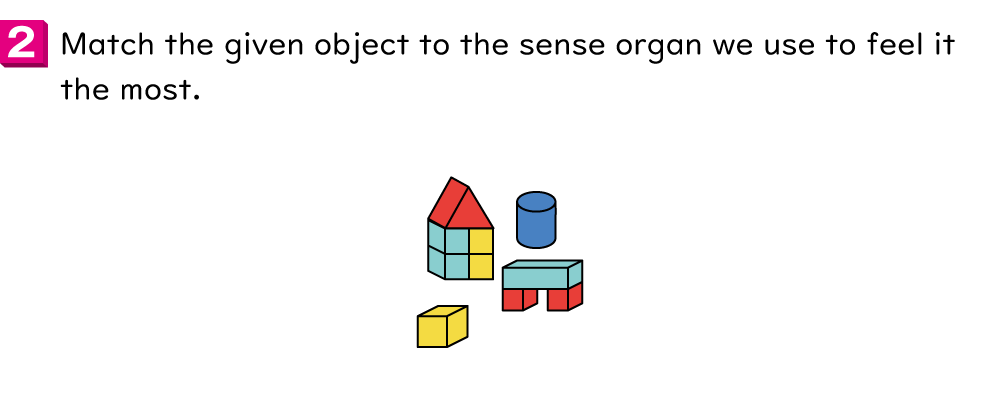 2 Match the given object to the sense organ we use to feel it
the most.